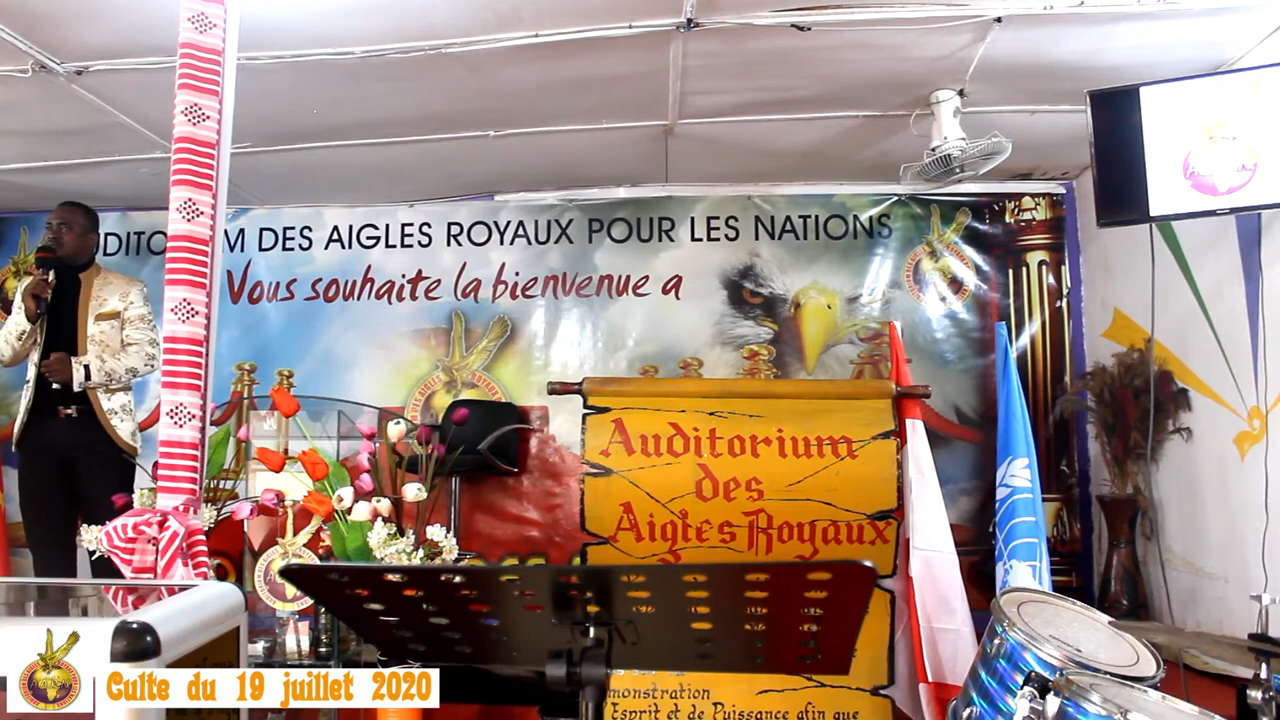 UDITO M DES AIGLES ROYAUX POUR LES NATIONS
Vous souhaite la bienvenue a
Auditorium
des
Aigles Royaux
monstration
Esprit et de Puissance afin que
Culte du 19 juillet 2020